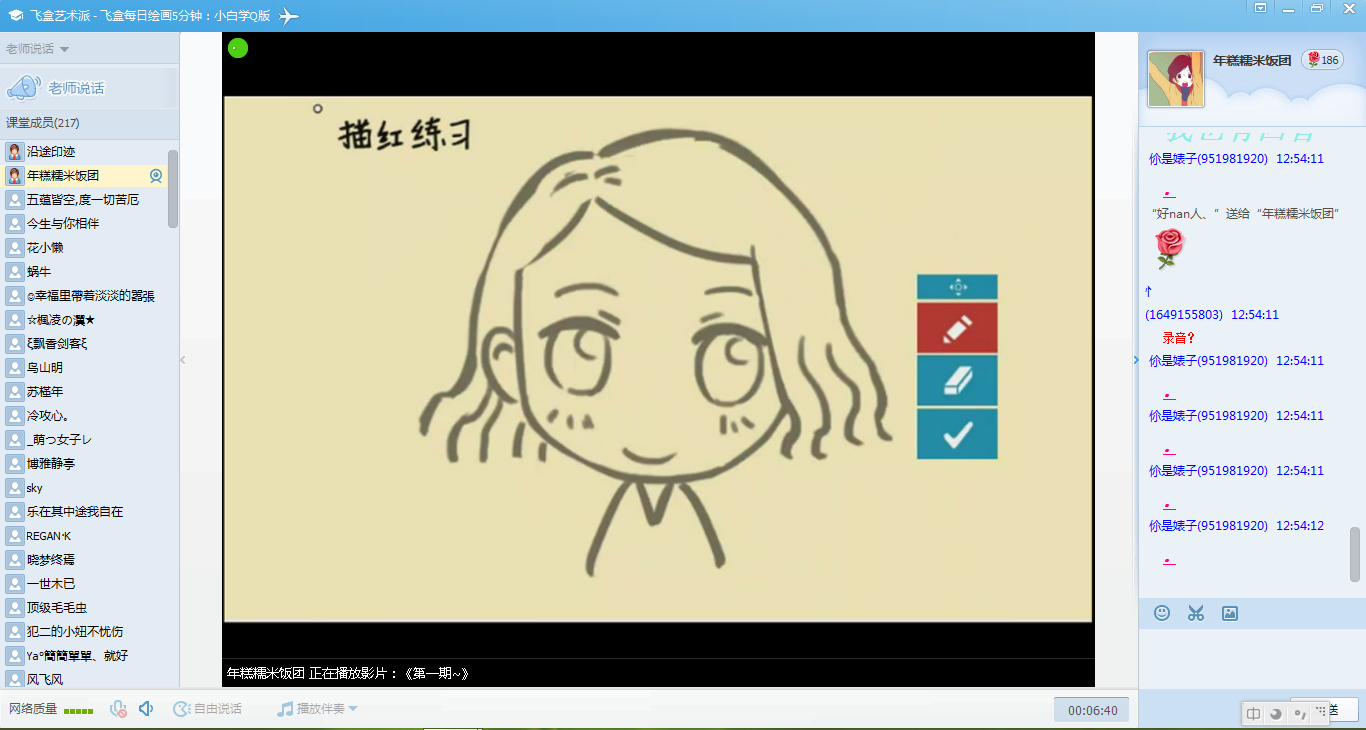 飞盒艺术派 - 飞盒每日绘画5分钟：小白学Q版
老师说话
老师说话
课堂成员(217)
沿途印迹
年糕糯米饭团
五蕴皆空,度一切苦厄
今生与你相伴
花小懒
蜗牛
☺幸福里帶着淡淡的嚣張
☆楓凌の灟★
ξ飘香剑客ξ
鸟山明
苏槿年
冷攻心。
_萌つ女子レ
博雅静亭
sky
乐在其中途我自在
REGAN·K
晓梦终焉
一世木已
顶级毛毛虫
犯二的小妞不忧伤
Ya°簡簡單單、就好
风飞风
描红练习
年糕糯米饭团 正在播放影片：《第一期~》
年糕糯米饭团
186
伱是婊子(951981920) 12:54:11
“好nan人、”送给“年糕糯米饭团”
↑
(1649155803) 12:54:11
录音?
伱是婊子(951981920) 12:54:11
伱是婊子(951981920) 12:54:11
伱是婊子(951981920) 12:54:11
伱是婊子(951981920) 12:54:12
网络质量
自由说话
播放伴奏
00:06:40
中
送